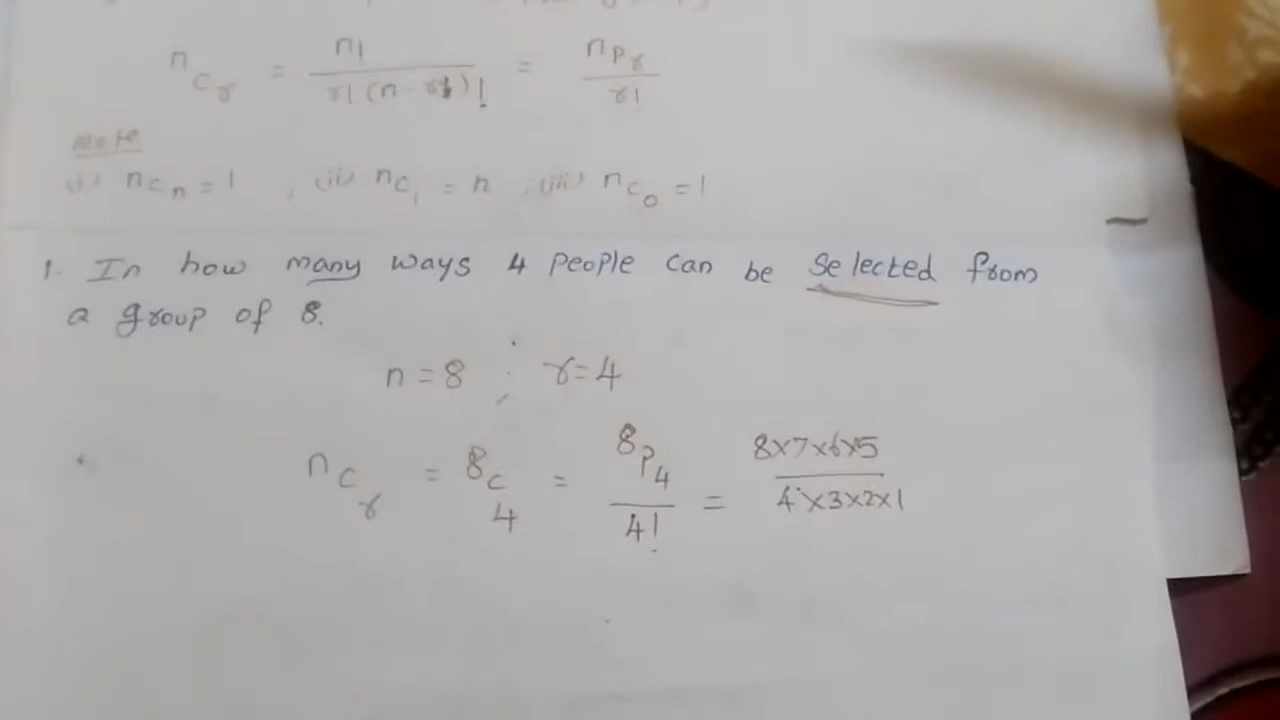 nCr = n! / r!(n-r)! = nPr / r!
Note
(i) nCn = 1 , (ii) nC1 = n ; (iii) nC0 = 1
1. In how many ways 4 people can be selected from
a group of 8.
n = 8 ; r = 4
nCr = 8C4 = 8P4 / 4! = 8×7×6×5 / 4×3×2×1